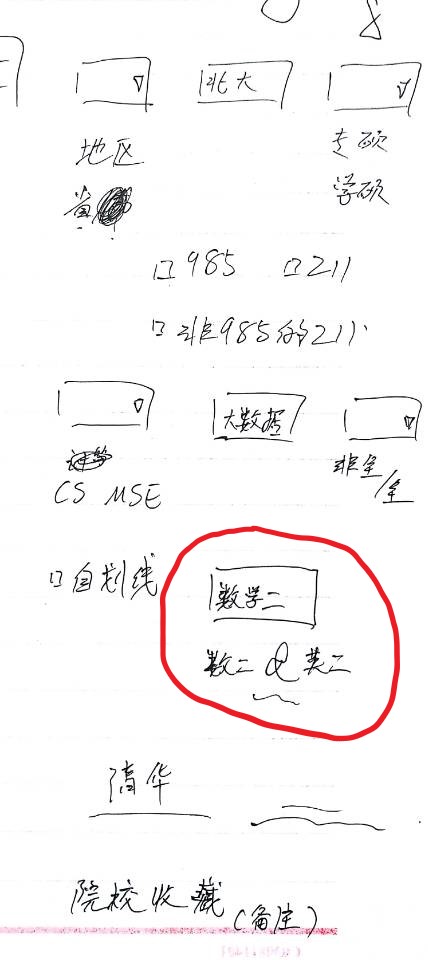 北大
地区
专硕
省
学硕
985 211
非985的211
大数据
非全/全
CS MSE
自划线
数学二
数二 & 英二
清华
院校收藏(备注)